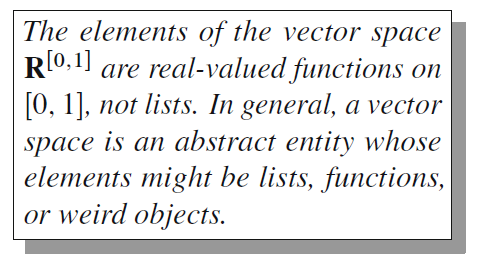 The elements of the vector space
R[0,1] are real-valued functions on
[0, 1], not lists. In general, a vector
space is an abstract entity whose
elements might be lists, functions,
or weird objects.